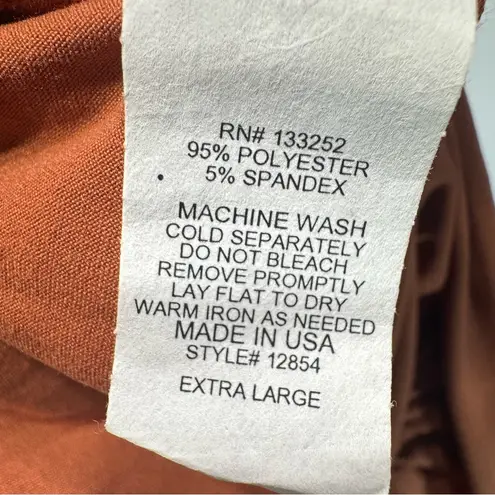 RN# 133252
95% POLYESTER
5% SPANDEX
MACHINE WASH
COLD SEPARATELY
DO NOT BLEACH
REMOVE PROMPTLY
LAY FLAT TO DRY
WARM IRON AS NEEDED
MADE IN USA
STYLE# 12854
EXTRA LARGE